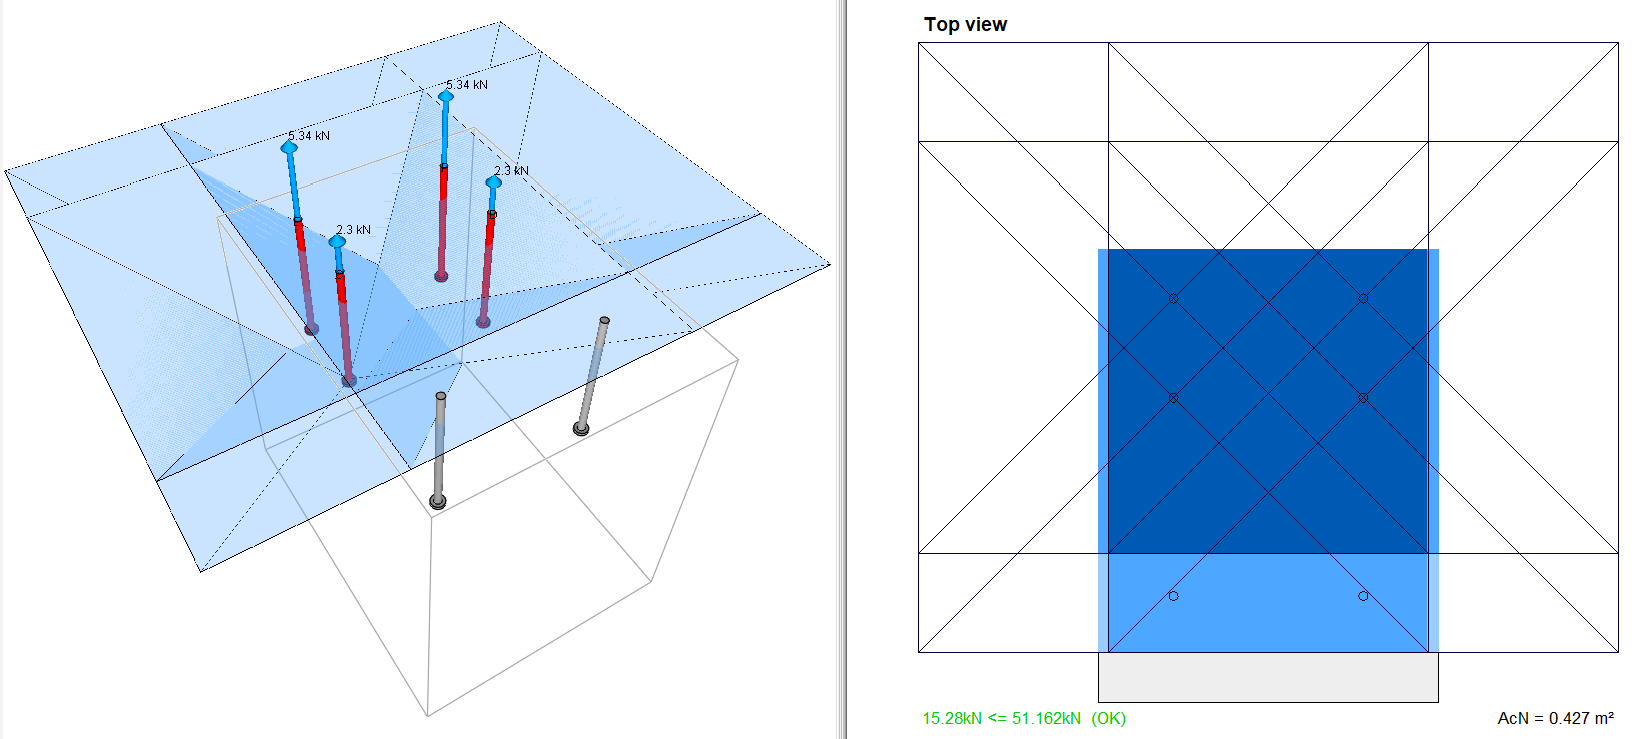 5.34 kN
5.34 kN
2.3 kN
2.3 kN
Top view
15.28kN <= 51.162kN (OK)
AcN = 0.427 m²